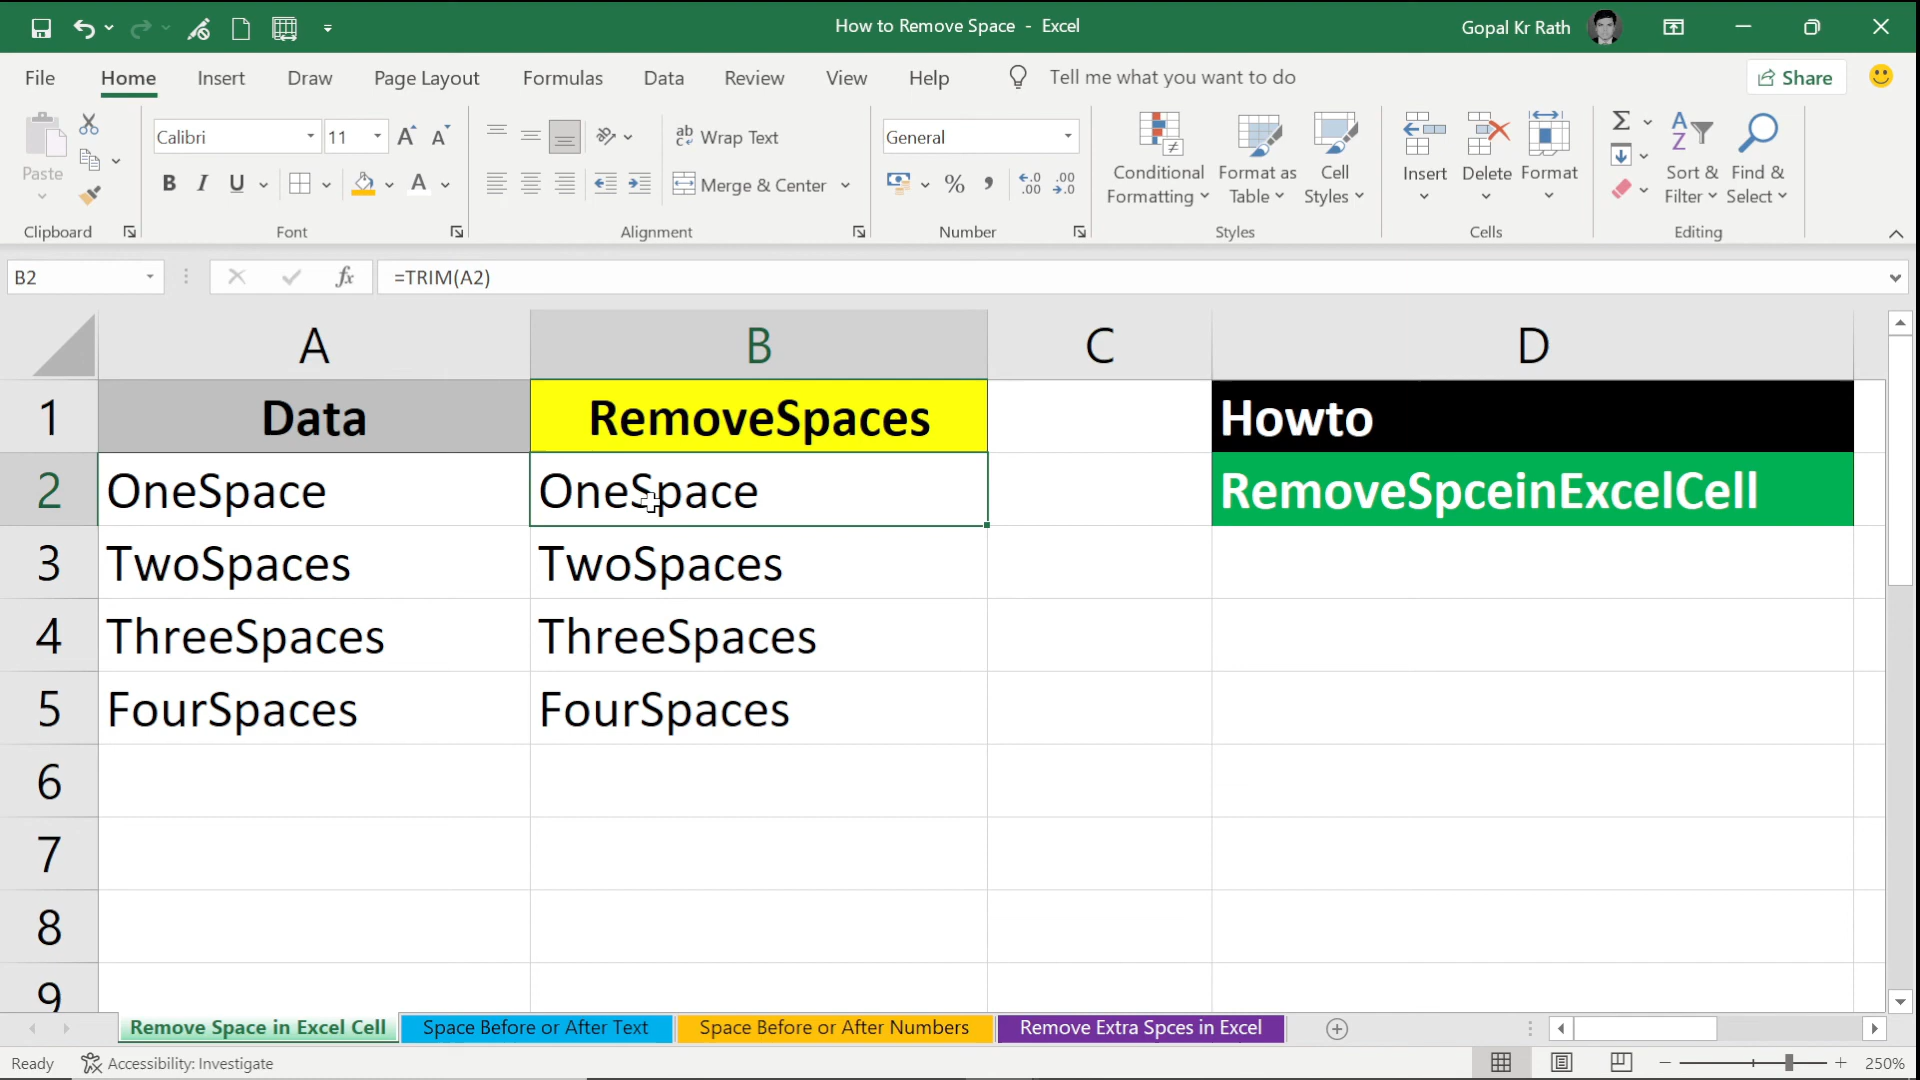 How to Remove Space - Excel
Gopal Kr Rath
File Home Insert Draw Page Layout Formulas Data Review View Help Tell me what you want to do Share
Paste
Clipboard
Calibri 11
B I U
Font
Wrap Text
Merge & Center
Alignment
General
Number
Conditional Formatting
Format as Table
Cell Styles
Styles
Insert Delete Format
Cells
Sort & Filter
Find & Select
Editing
B2 fx =TRIM(A2)
A B C D
1 Data RemoveSpaces Howto
2 OneSpace OneSpace RemoveSpceinExcelCell
3 TwoSpaces TwoSpaces
4 ThreeSpaces ThreeSpaces
5 FourSpaces FourSpaces
6
7
8
9
Remove Space in Excel Cell Space Before or After Text Space Before or After Numbers Remove Extra Spces in Excel
Ready Accessibility: Investigate 250%